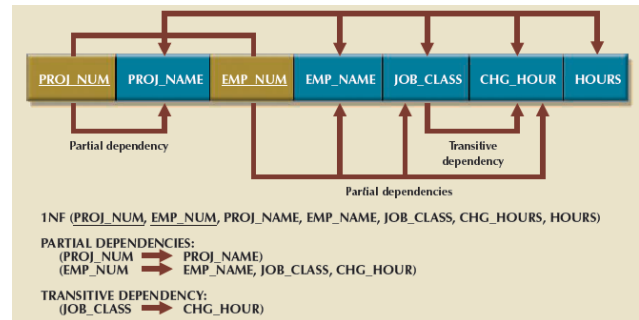 PROJ_NUM PROJ_NAME EMP_NUM EMP_NAME JOB_CLASS CHG_HOUR HOURS
Partial dependency
Transitive
dependency
Partial dependencies
1NF (PROJ_NUM, EMP_NUM, PROJ_NAME, EMP_NAME, JOB_CLASS, CHG_HOURS, HOURS)
PARTIAL DEPENDENCIES:
(PROJ_NUM PROJ_NAME)
(EMP_NUM EMP_NAME, JOB_CLASS, CHG_HOUR)
TRANSITIVE DEPENDENCY:
(JOB_CLASS CHG_HOUR)